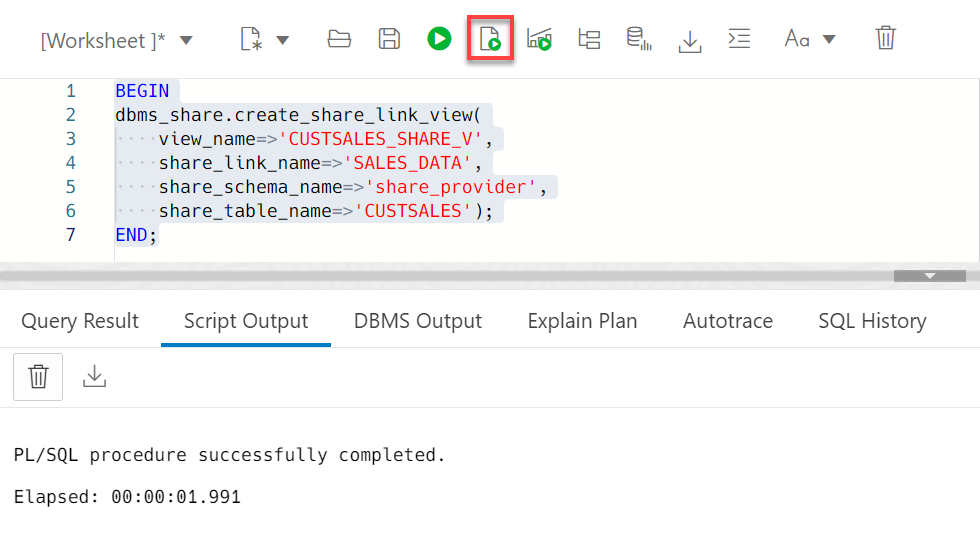 [Worksheet ]*
Aa
1 BEGIN
2 dbms_share.create_share_link_view(
3 ····view_name=>'CUSTSALES_SHARE_V',
4 ····share_link_name=>'SALES_DATA',
5 ····share_schema_name=>'share_provider',
6 ····share_table_name=>'CUSTSALES');
7 END;
Query Result Script Output DBMS Output Explain Plan Autotrace SQL History
PL/SQL procedure successfully completed.
Elapsed: 00:00:01.991